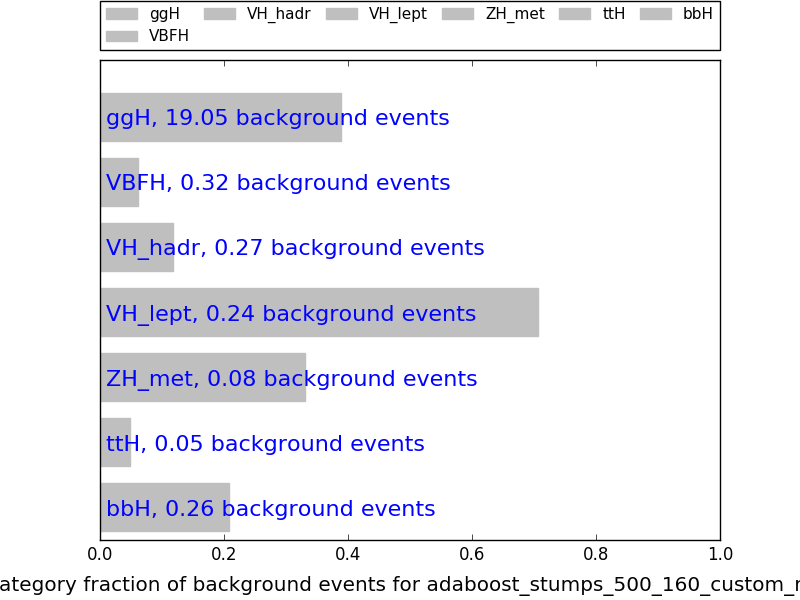 ggH VH_hadr VH_lept ZH_met ttH bbH
VBFH
ggH, 19.05 background events
VBFH, 0.32 background events
VH_hadr, 0.27 background events
VH_lept, 0.24 background events
ZH_met, 0.08 background events
ttH, 0.05 background events
bbH, 0.26 background events
0.0 0.2 0.4 0.6 0.8 1.0
ategory fraction of background events for adaboost_stumps_500_160_custom_